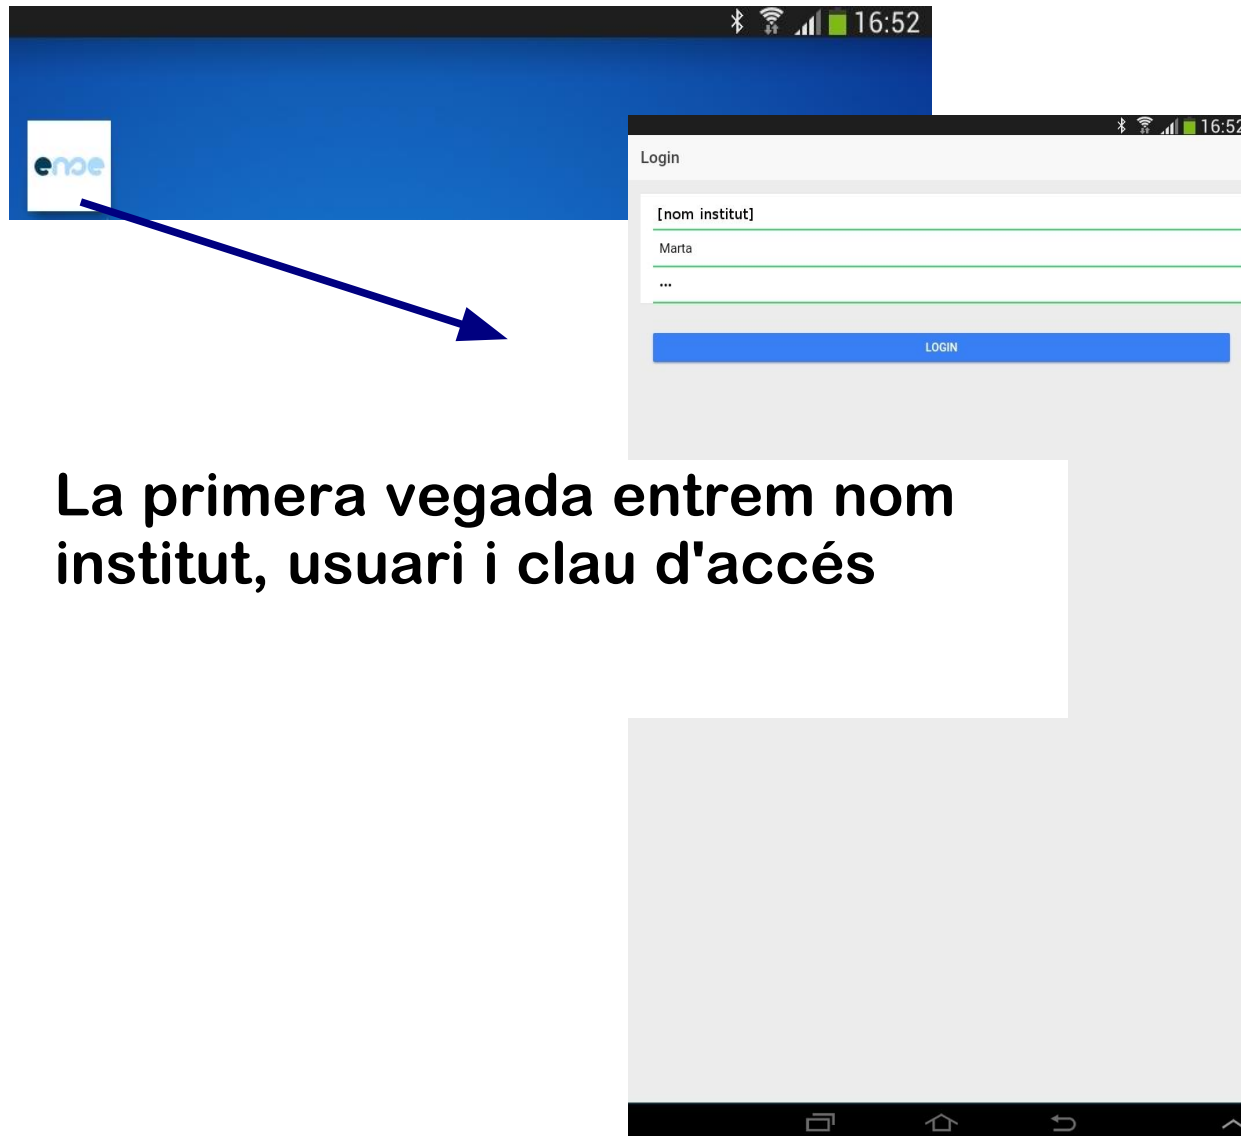 16:52
enoe
16:52
Login
[nom institut]
Marta
•••
LOGIN
La primera vegada entrem nom
institut, usuari i clau d'accés